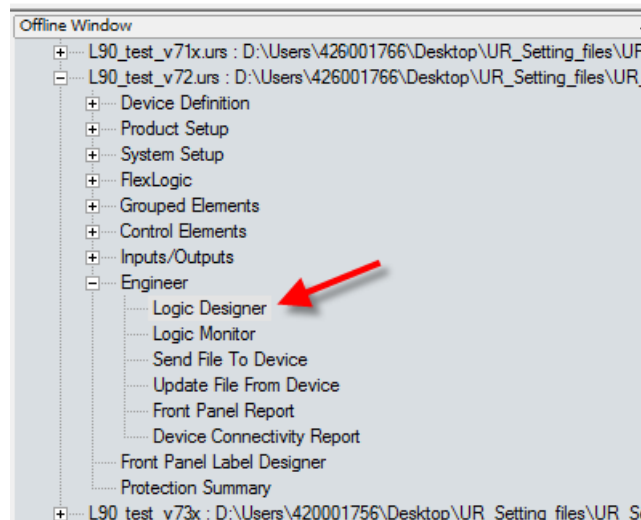 Offline Window
L90_test_v71x.urs : D:\Users\426001766\Desktop\UR_Setting_files\UR
L90_test_v72.urs : D:\Users\426001766\Desktop\UR_Setting_files\UR_
Device Definition
Product Setup
System Setup
FlexLogic
Grouped Elements
Control Elements
Inputs/Outputs
Engineer
Logic Designer
Logic Monitor
Send File To Device
Update File From Device
Front Panel Report
Device Connectivity Report
Front Panel Label Designer
Protection Summary
L90_test_v73x : D:\Users\420001756\Desktop\UR_Setting_files\UR_S